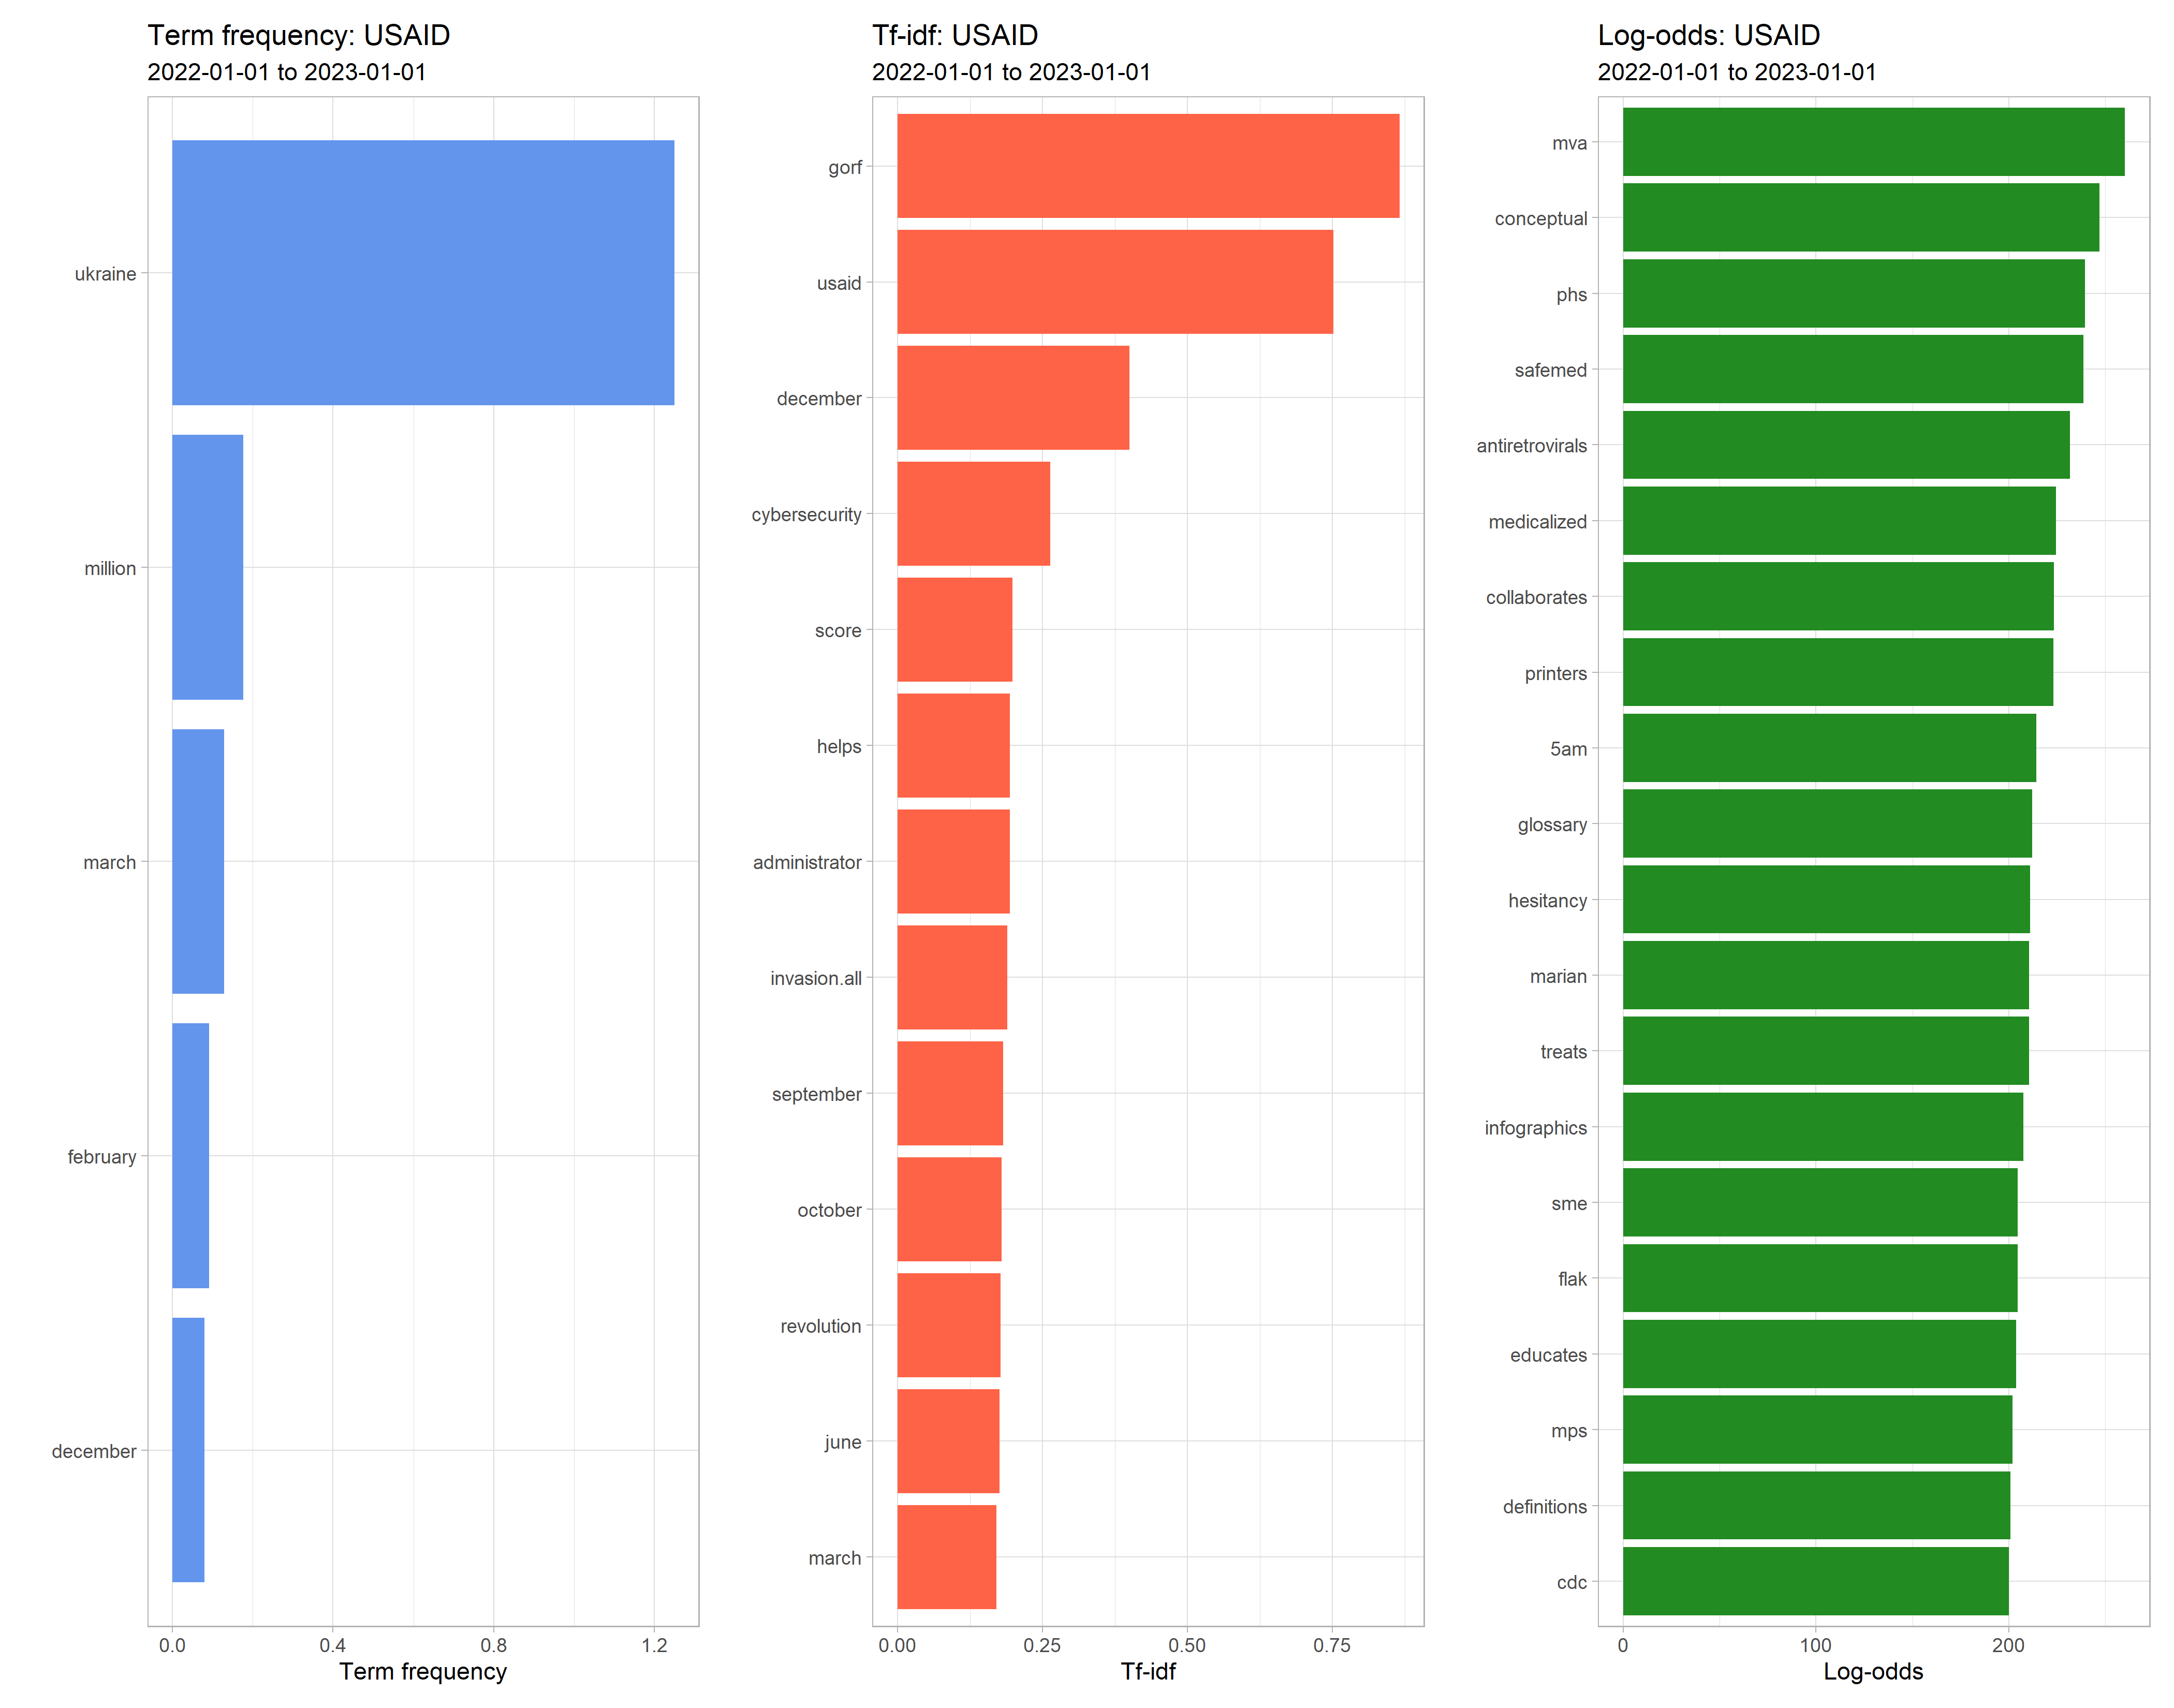 Term frequency: USAID
2022-01-01 to 2023-01-01
ukraine
million
march
february
december
0.0 0.4 0.8 1.2
Term frequency
Tf-idf: USAID
2022-01-01 to 2023-01-01
gorf
usaid
december
cybersecurity
score
helps
administrator
invasion.all
september
october
revolution
june
march
0.00 0.25 0.50 0.75
Tf-idf
Log-odds: USAID
2022-01-01 to 2023-01-01
mva
conceptual
phs
safemed
antiretrovirals
medicalized
collaborates
printers
5am
glossary
hesitancy
marian
treats
infographics
sme
flak
educates
mps
definitions
cdc
0 100 200
Log-odds